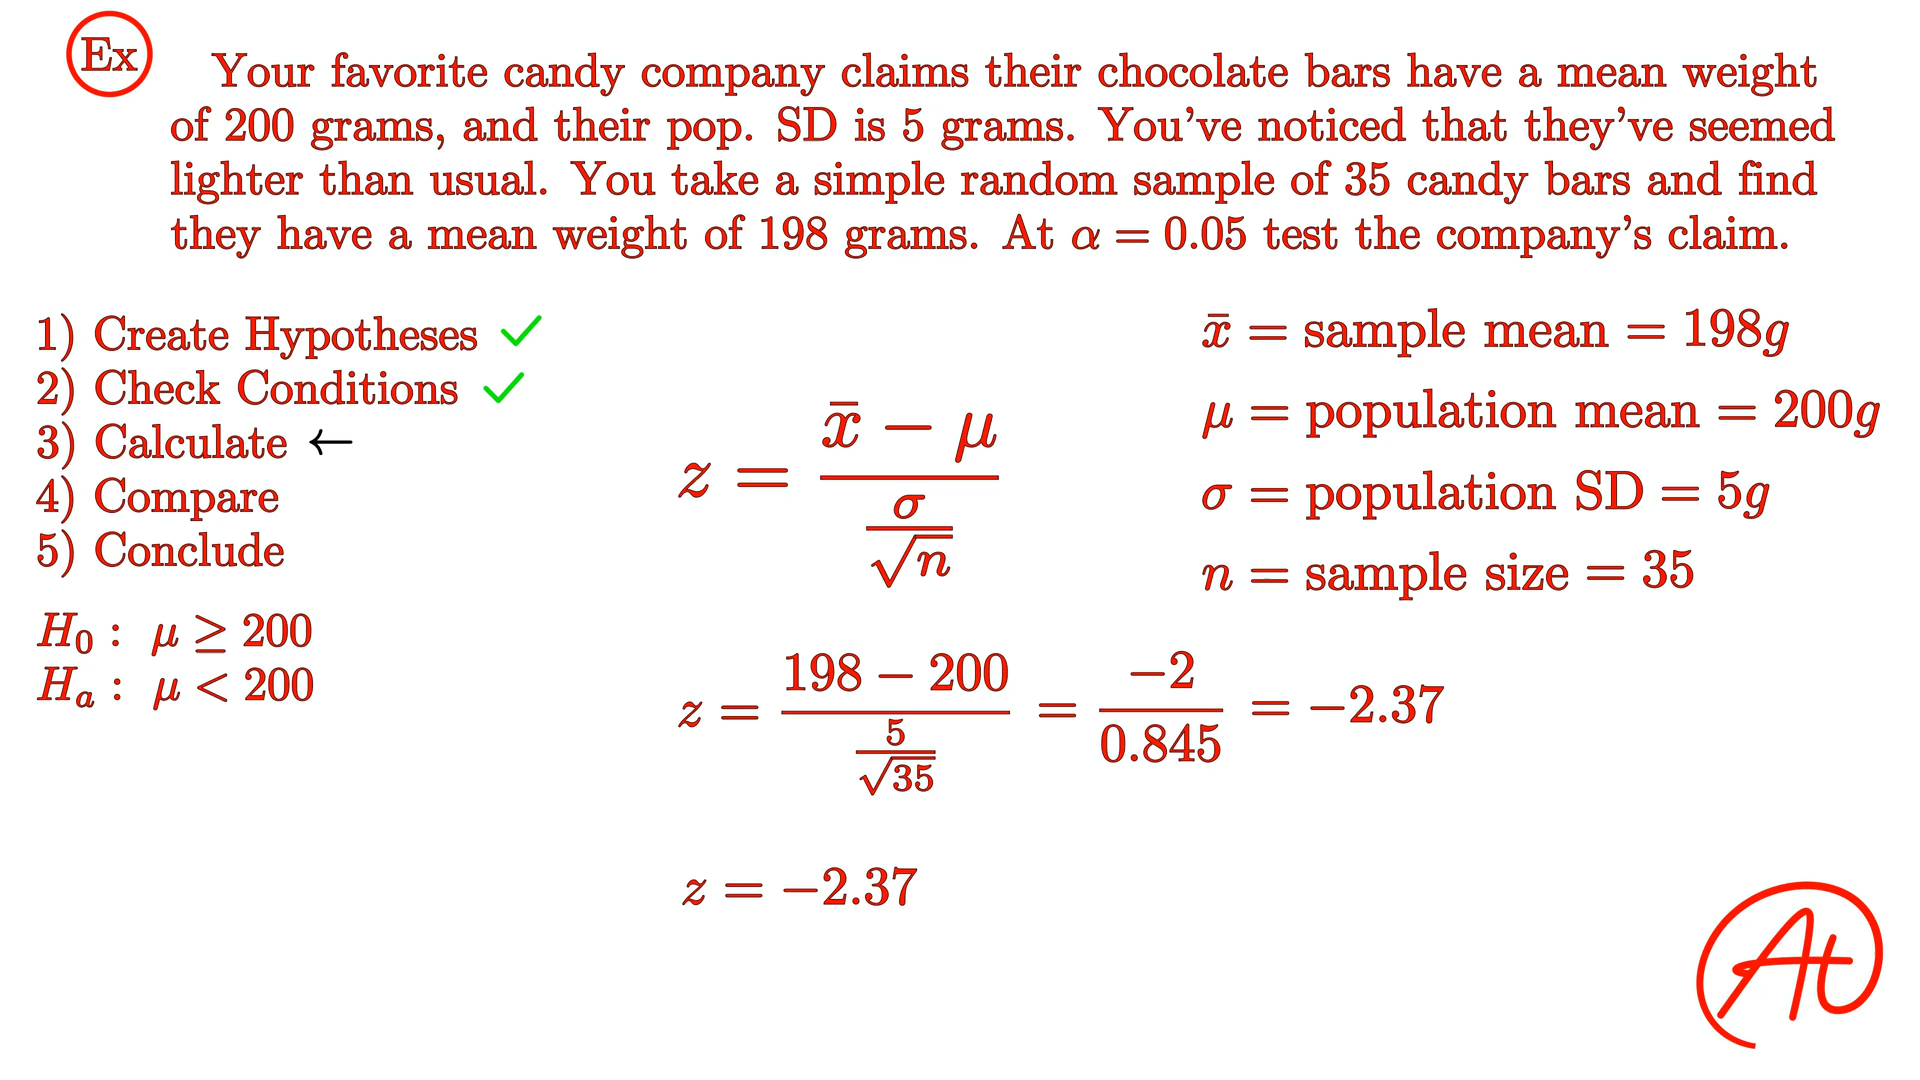 Ex
Your favorite candy company claims their chocolate bars have a mean weight
of 200 grams, and their pop. SD is 5 grams. You've noticed that they've seemed
lighter than usual. You take a simple random sample of 35 candy bars and find
they have a mean weight of 198 grams. At α = 0.05 test the company's claim.
1) Create Hypotheses ✓
2) Check Conditions ✓
3) Calculate ←
4) Compare
5) Conclude
H₀ : μ ≥ 200
Hₐ : μ < 200
z = (x̄ − μ) / (σ / √n)
x̄ = sample mean = 198g
μ = population mean = 200g
σ = population SD = 5g
n = sample size = 35
z = (198 − 200) / (5 / √35) = −2 / 0.845 = −2.37
z = −2.37
At